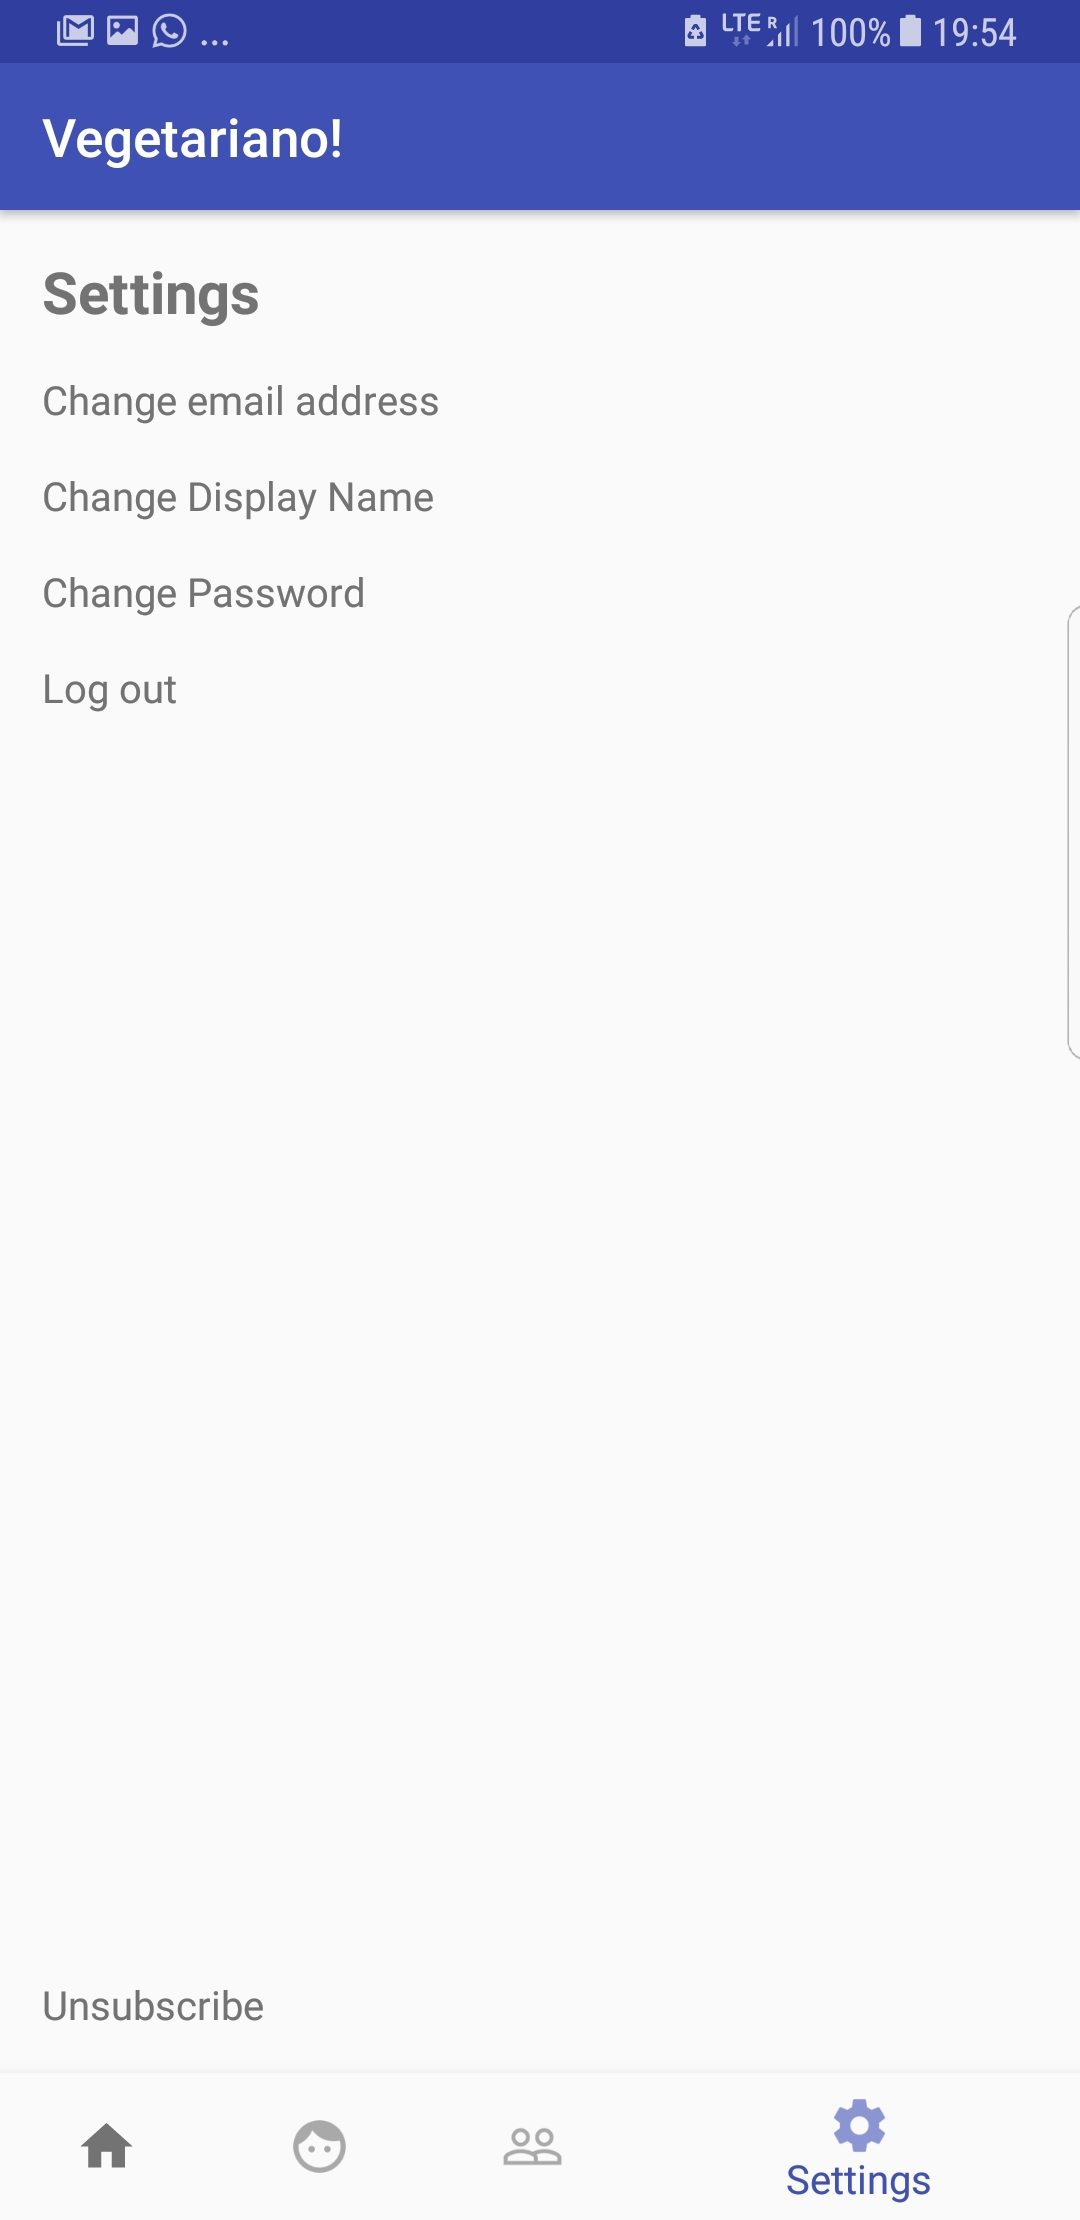 ... LTE R 100% 19:54
Vegetariano!
Settings
Change email address
Change Display Name
Change Password
Log out
Unsubscribe
Settings